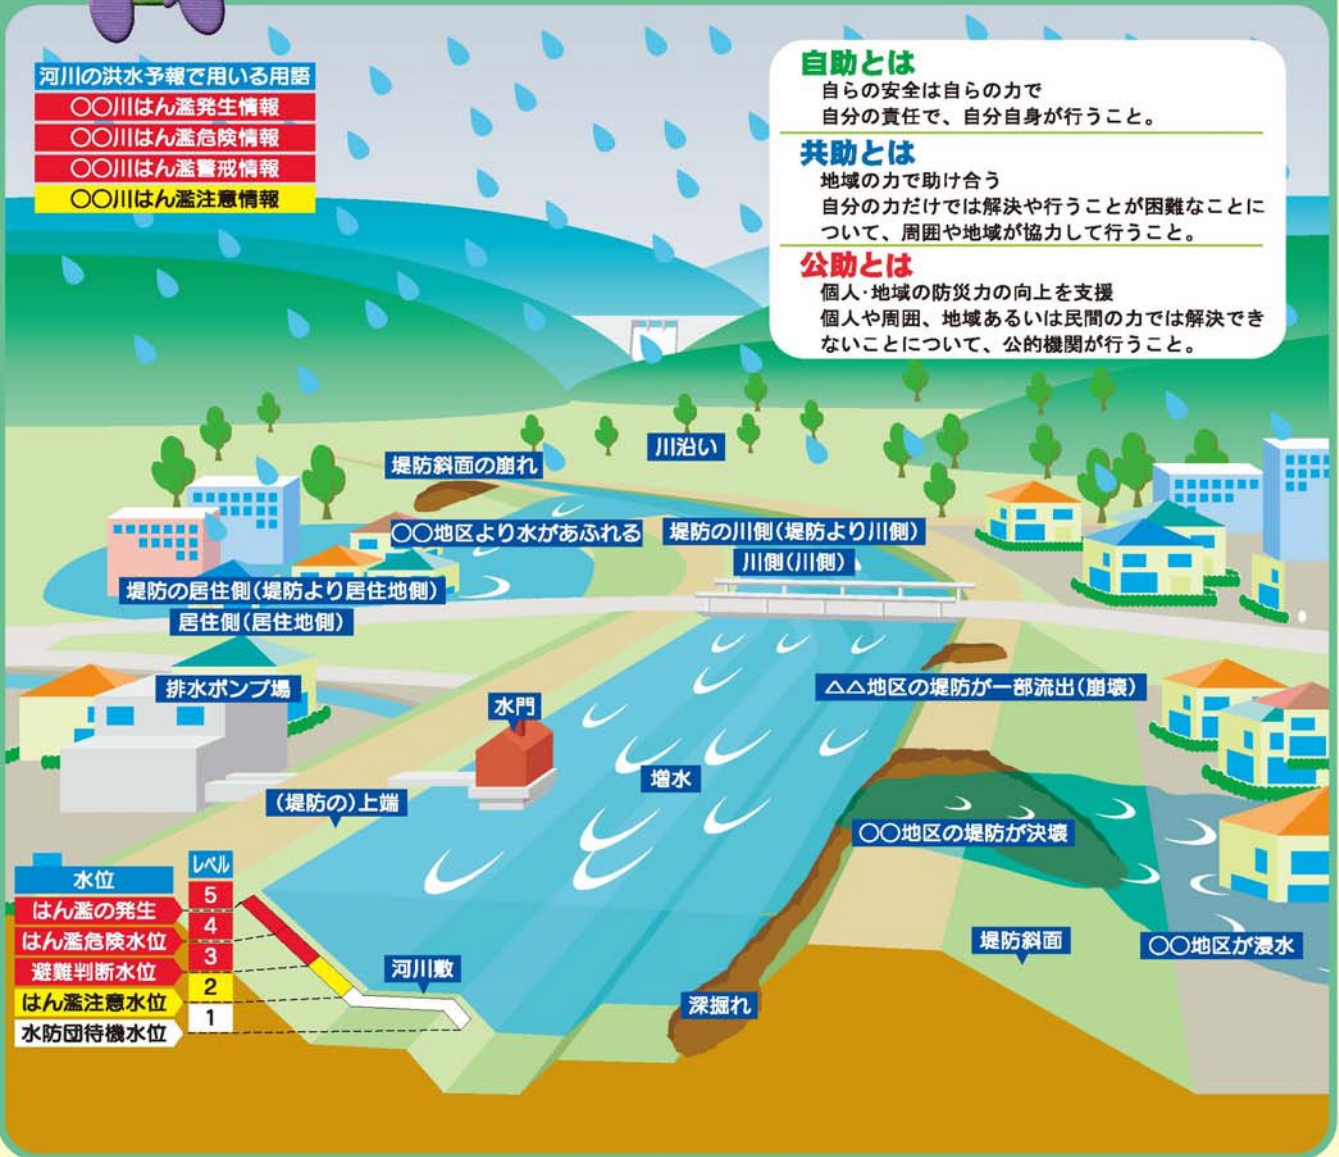 河川の洪水予報で用いる用語
〇〇川はん濫発生情報
〇〇川はん濫危険情報
〇〇川はん濫警戒情報
〇〇川はん濫注意情報
自助とは
自らの安全は自らの力で
自分の責任で、自分自身が行うこと。
共助とは
地域の力で助け合う
自分の力だけでは解決や行うことが困難なことに
ついて、周囲や地域が協力して行うこと。
公助とは
個人・地域の防災力の向上を支援
個人や周囲、地域あるいは民間の力では解決でき
ないことについて、公的機関が行うこと。
川沿い
堤防斜面の崩れ
〇〇地区より水があふれる
堤防の川側(堤防より川側)
川側(川側)
堤防の居住側(堤防より居住地側)
居住側(居住地側)
排水ポンプ場
△△地区の堤防が一部流出(崩壊)
水門
増水
(堤防の)上端
〇〇地区の堤防が決壊
水位
レベル
はん濫の発生
5
はん濫危険水位
4
避難判断水位
3
はん濫注意水位
2
水防団待機水位
1
河川敷
堤防斜面
〇〇地区が浸水
深掘れ